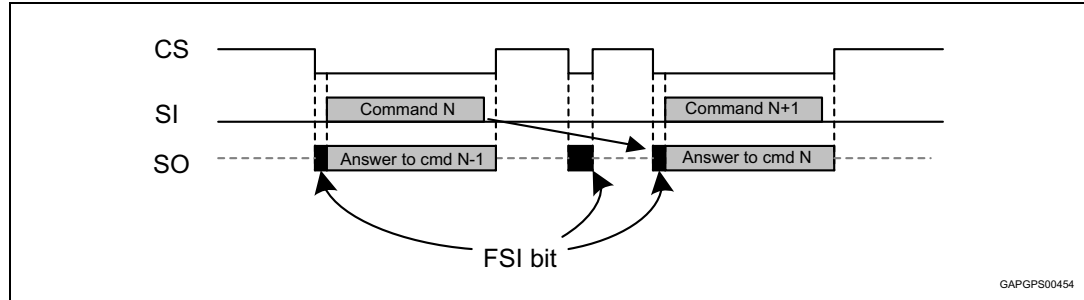 CS
SI
Command N
Command N+1
SO
Answer to cmd N-1
Answer to cmd N
FSI bit
GAPGPS00454